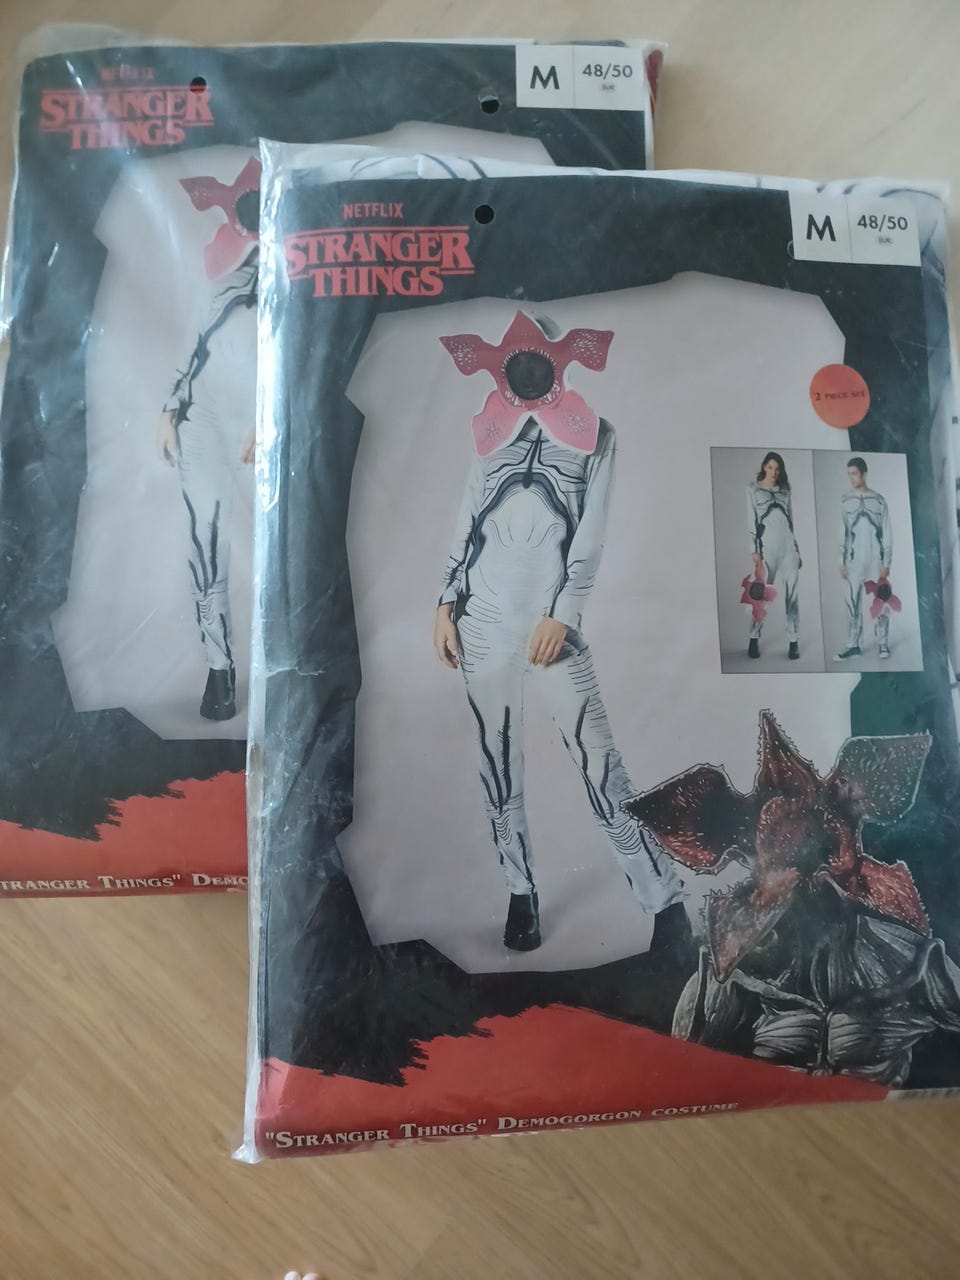 NETFLIX
STRANGER
THINGS
M
48/50
EUR
TRANGER THINGS" DEMO
NETFLIX
STRANGER
THINGS
M
48/50
EUR
2 PIECE SET
"STRANGER THINGS" DEMOGORGON COSTUME